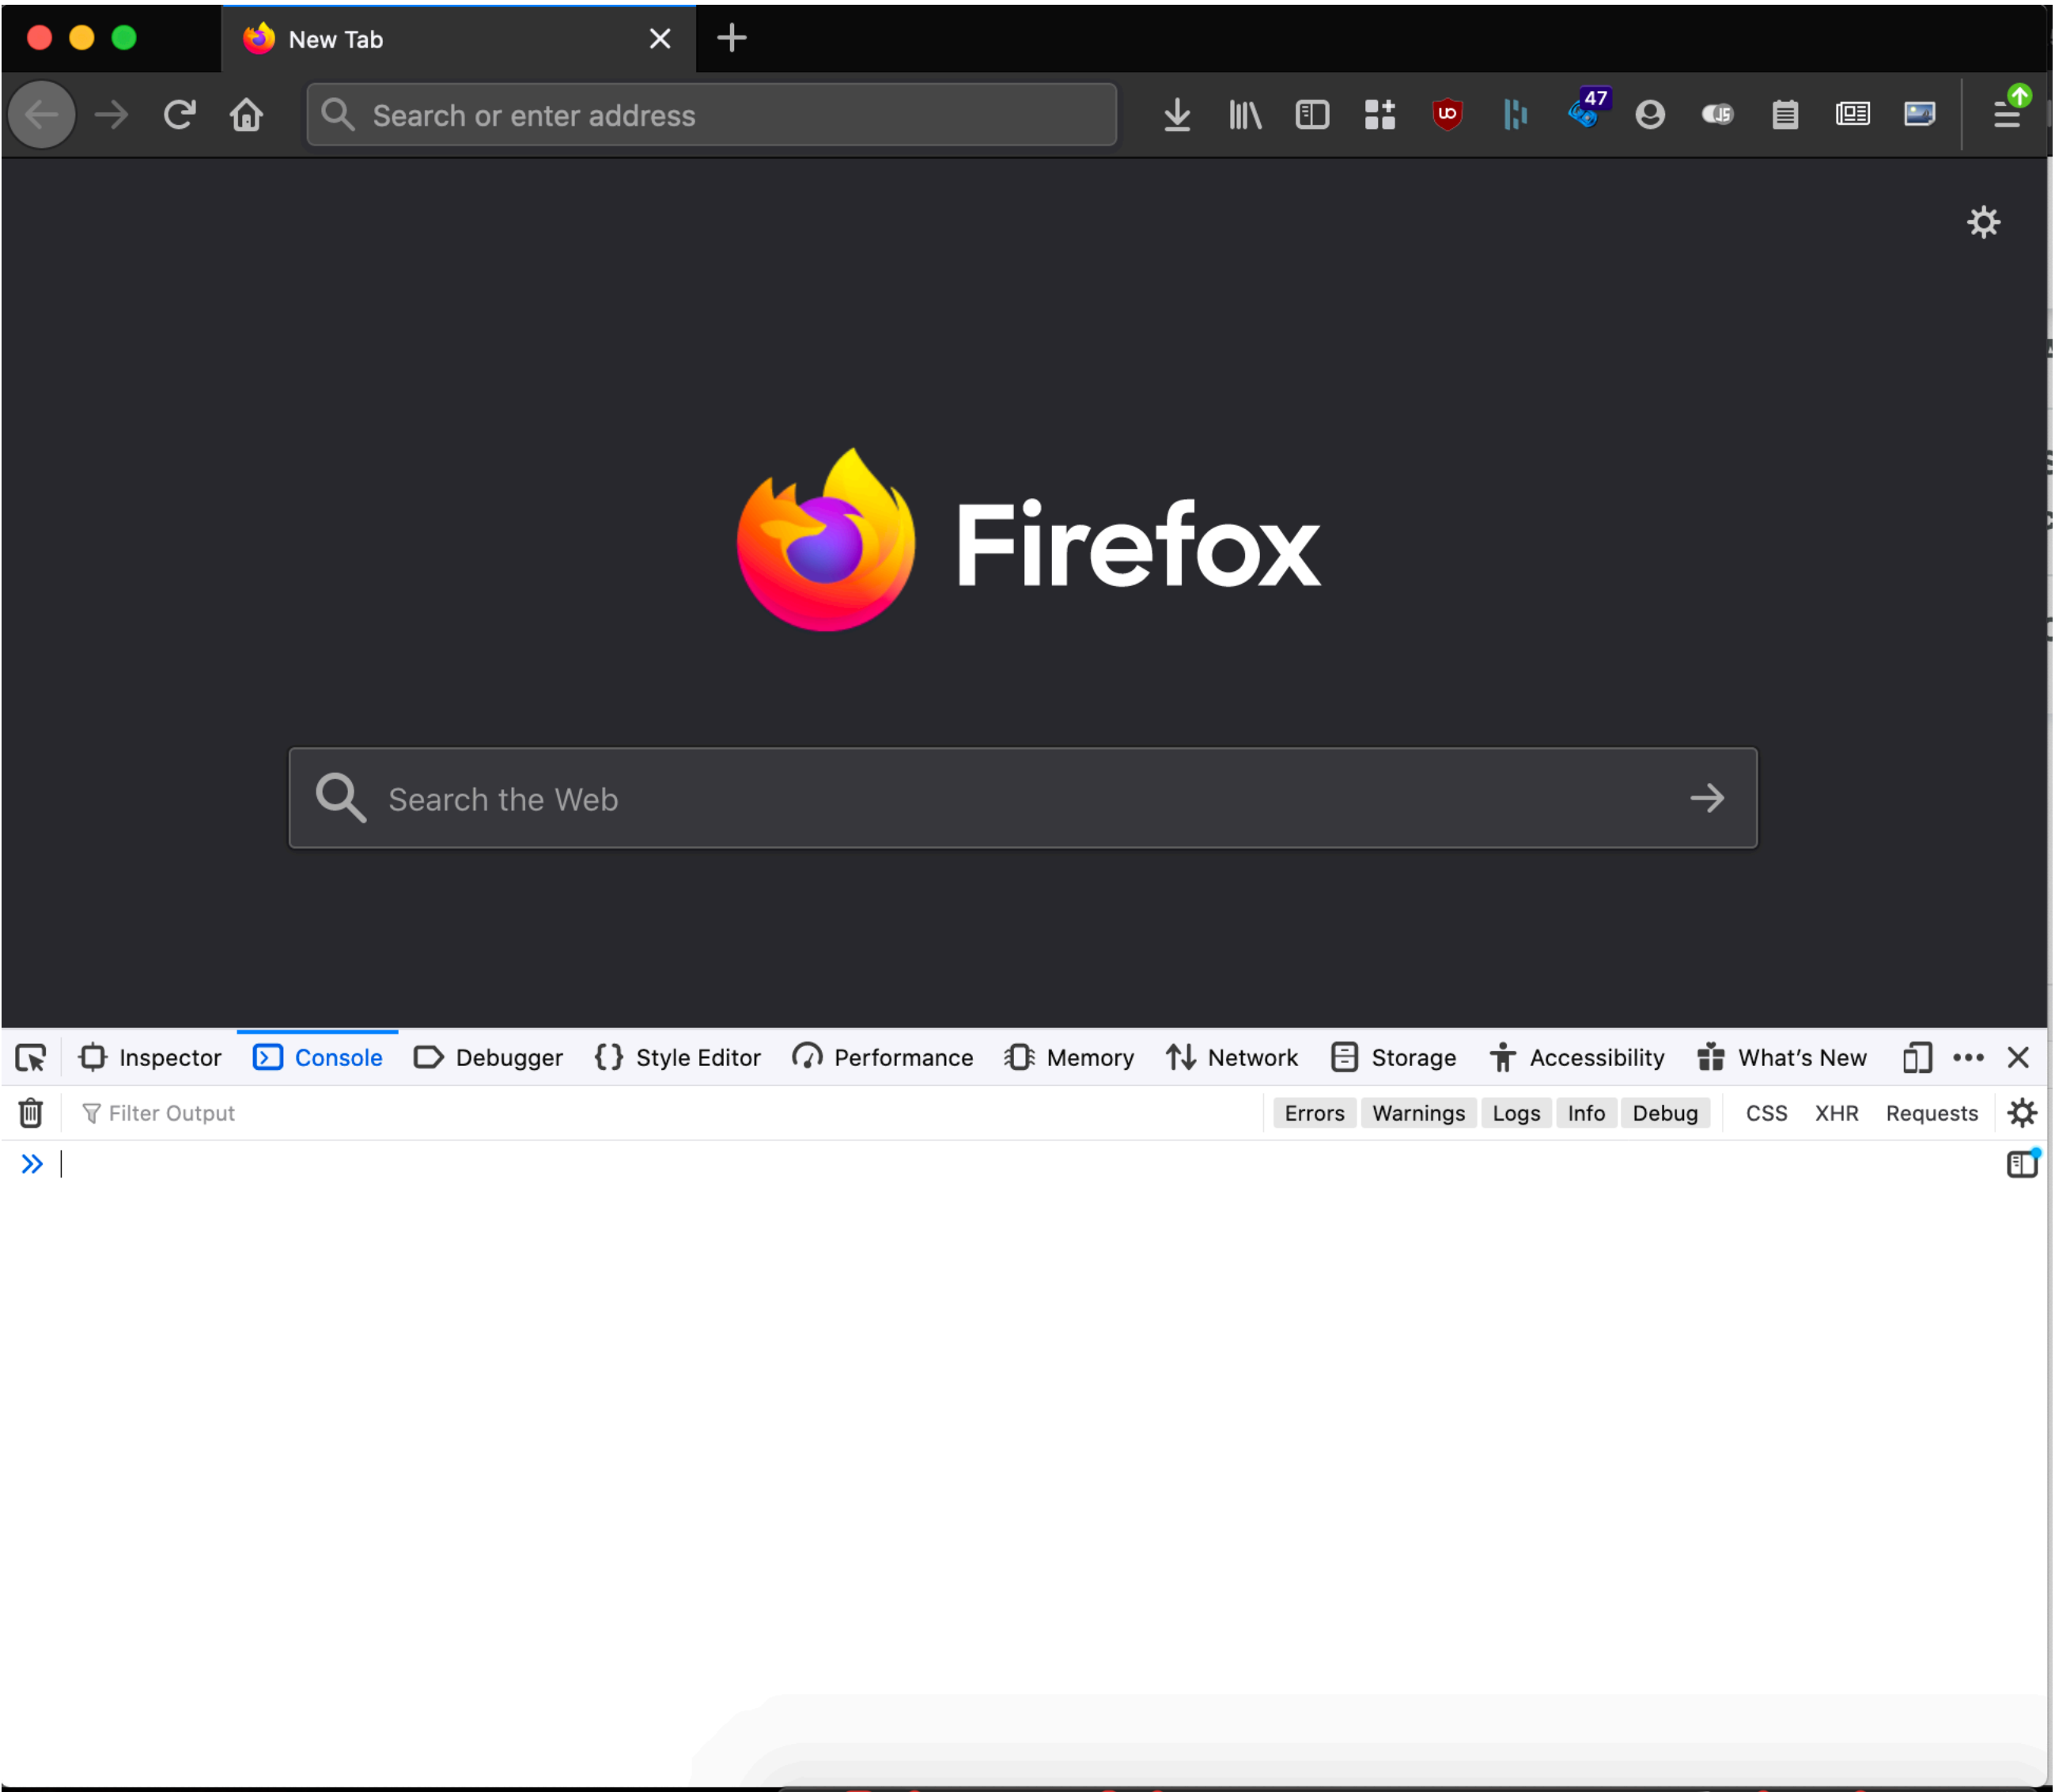 New Tab
Search or enter address
47
Firefox
Search the Web
Inspector Console Debugger Style Editor Performance Memory Network Storage Accessibility What's New
Filter Output Errors Warnings Logs Info Debug CSS XHR Requests